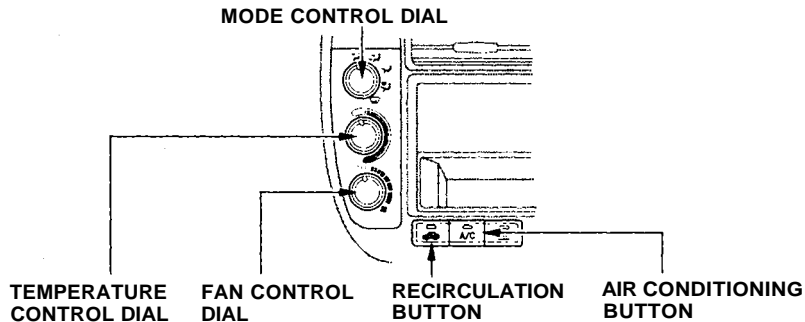 MODE CONTROL DIAL
A/C
TEMPERATURE CONTROL DIAL
FAN CONTROL DIAL
RECIRCULATION BUTTON
AIR CONDITIONING BUTTON